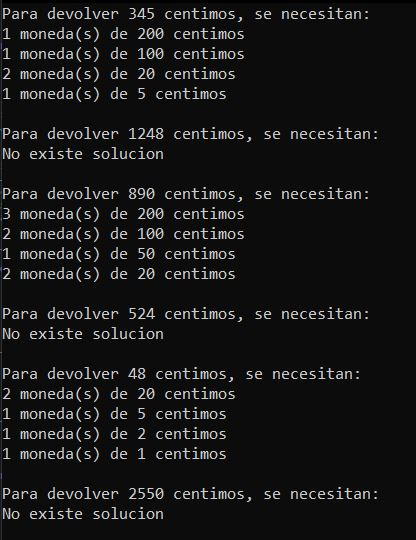 Para devolver 345 centimos, se necesitan:
1 moneda(s) de 200 centimos
1 moneda(s) de 100 centimos
2 moneda(s) de 20 centimos
1 moneda(s) de 5 centimos

Para devolver 1248 centimos, se necesitan:
No existe solucion

Para devolver 890 centimos, se necesitan:
3 moneda(s) de 200 centimos
2 moneda(s) de 100 centimos
1 moneda(s) de 50 centimos
2 moneda(s) de 20 centimos

Para devolver 524 centimos, se necesitan:
No existe solucion

Para devolver 48 centimos, se necesitan:
2 moneda(s) de 20 centimos
1 moneda(s) de 5 centimos
1 moneda(s) de 2 centimos
1 moneda(s) de 1 centimos

Para devolver 2550 centimos, se necesitan:
No existe solucion